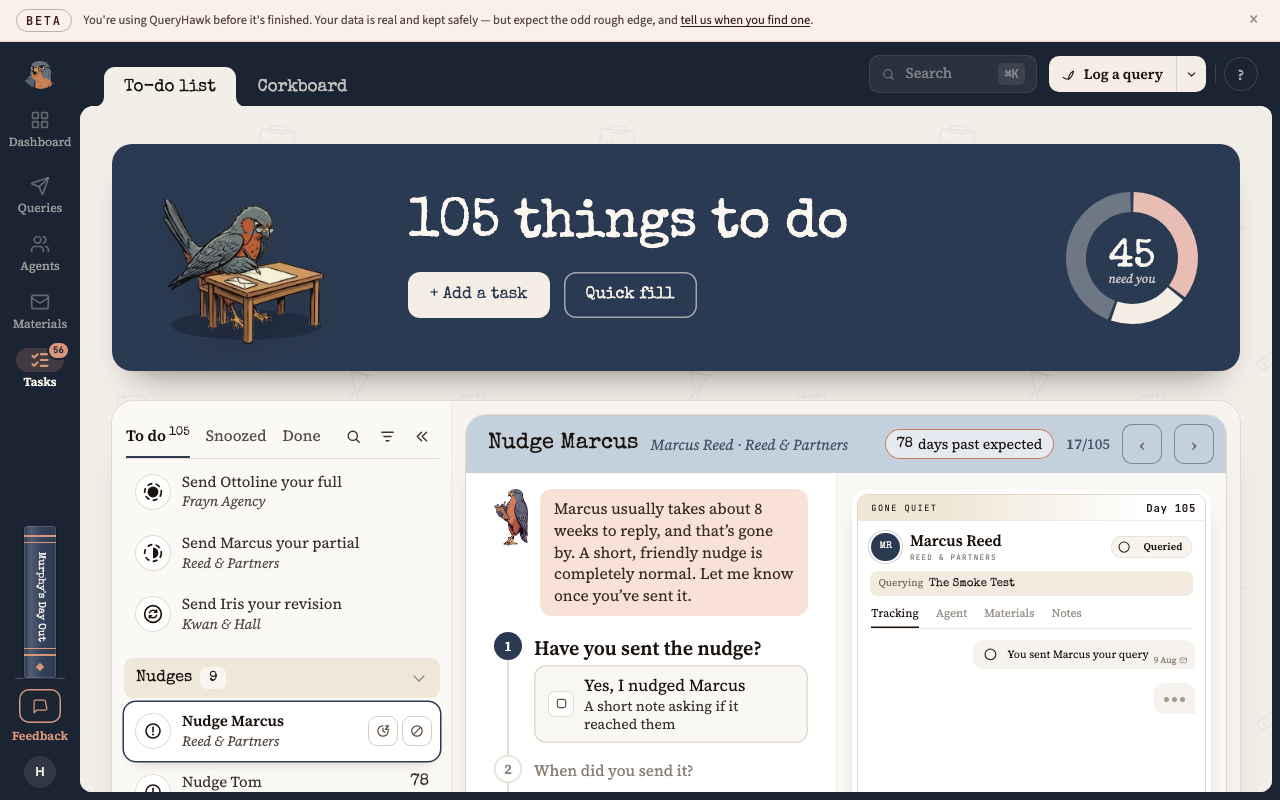 BETA
You're using QueryHawk before it's finished. Your data is real and kept safely — but expect the odd rough edge, and tell us when you find one.
×
To-do list
Corkboard
Search
⌘K
Log a query
?
Dashboard
Queries
Agents
Materials
56
Tasks
Murphy's Day Out
Feedback
H
105 things to do
+ Add a task
Quick fill
45
need you
To do 105
Snoozed
Done
Send Ottoline your full
Frayn Agency
Send Marcus your partial
Reed & Partners
Send Iris your revision
Kwan & Hall
Nudges 9
Nudge Marcus
Reed & Partners
Nudge Tom
78
Nudge Marcus
Marcus Reed · Reed & Partners
78 days past expected
17/105
‹
›
Marcus usually takes about 8
weeks to reply, and that's gone
by. A short, friendly nudge is
completely normal. Let me know
once you've sent it.
1
Have you sent the nudge?
Yes, I nudged Marcus
A short note asking if it
reached them
2
When did you send it?
GONE QUIET
Day 105
MR
Marcus Reed
REED & PARTNERS
Queried
Querying The Smoke Test
Tracking
Agent
Materials
Notes
You sent Marcus your query
9 Aug